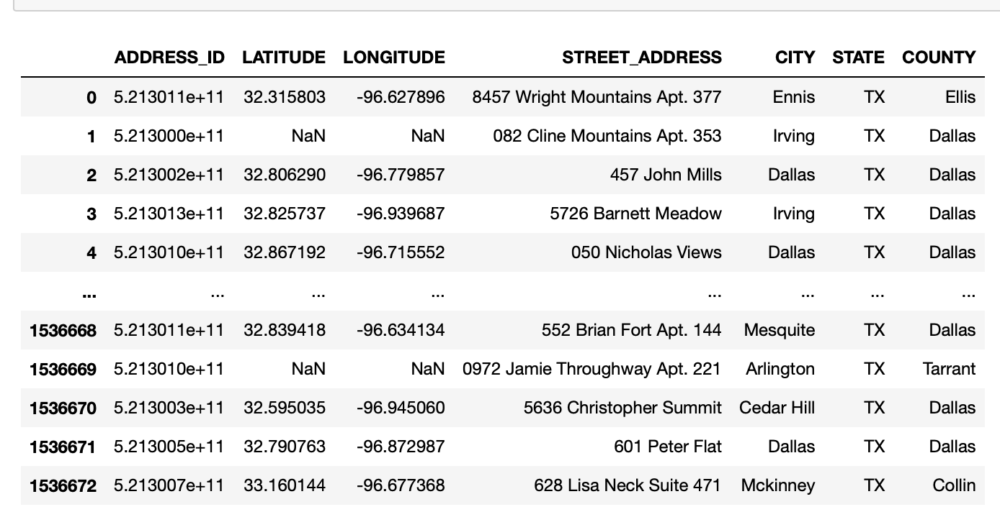 ADDRESS_ID LATITUDE LONGITUDE STREET_ADDRESS CITY STATE COUNTY
0 5.213011e+11 32.315803 -96.627896 8457 Wright Mountains Apt. 377 Ennis TX Ellis
1 5.213000e+11 NaN NaN 082 Cline Mountains Apt. 353 Irving TX Dallas
2 5.213002e+11 32.806290 -96.779857 457 John Mills Dallas TX Dallas
3 5.213013e+11 32.825737 -96.939687 5726 Barnett Meadow Irving TX Dallas
4 5.213010e+11 32.867192 -96.715552 050 Nicholas Views Dallas TX Dallas
... ... ... ... ... ... ... ...
1536668 5.213011e+11 32.839418 -96.634134 552 Brian Fort Apt. 144 Mesquite TX Dallas
1536669 5.213010e+11 NaN NaN 0972 Jamie Throughway Apt. 221 Arlington TX Tarrant
1536670 5.213003e+11 32.595035 -96.945060 5636 Christopher Summit Cedar Hill TX Dallas
1536671 5.213005e+11 32.790763 -96.872987 601 Peter Flat Dallas TX Dallas
1536672 5.213007e+11 33.160144 -96.677368 628 Lisa Neck Suite 471 Mckinney TX Collin